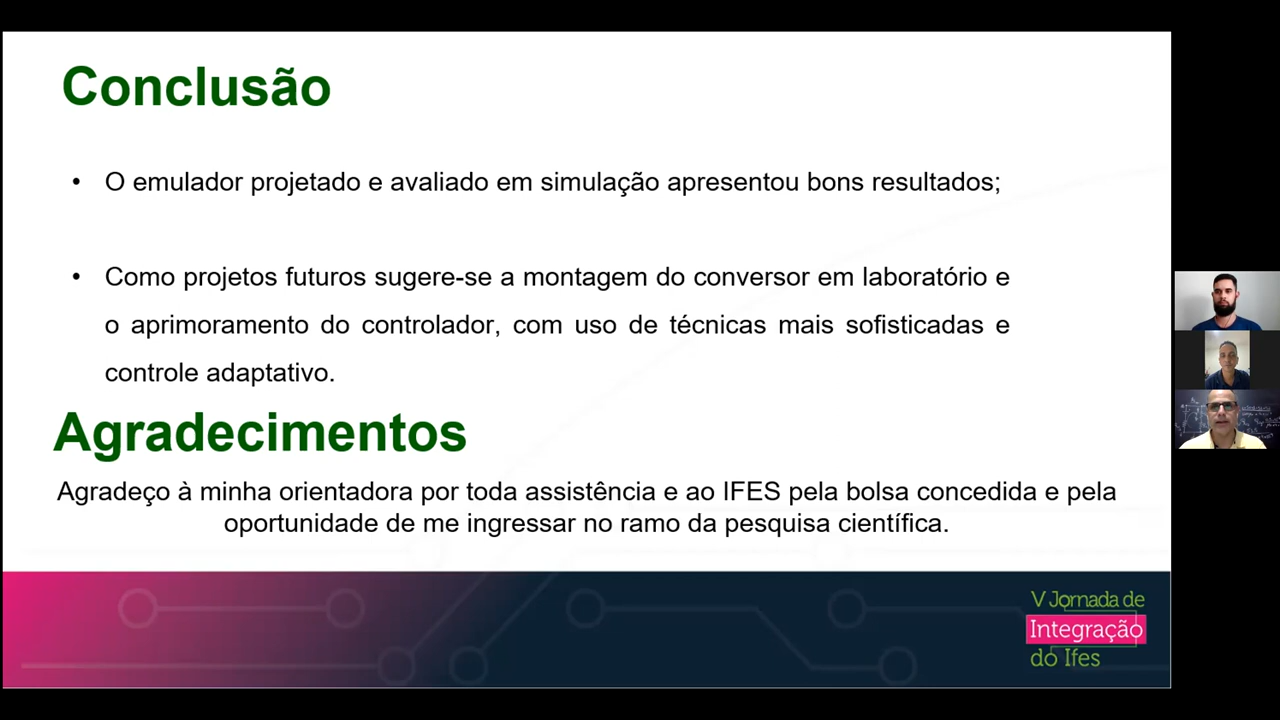 Conclusão
• O emulador projetado e avaliado em simulação apresentou bons resultados;
• Como projetos futuros sugere-se a montagem do conversor em laboratório e
o aprimoramento do controlador, com uso de técnicas mais sofisticadas e
controle adaptativo.
Agradecimentos
Agradeço à minha orientadora por toda assistência e ao IFES pela bolsa concedida e pela
oportunidade de me ingressar no ramo da pesquisa científica.
V Jornada de
Integração
do Ifes